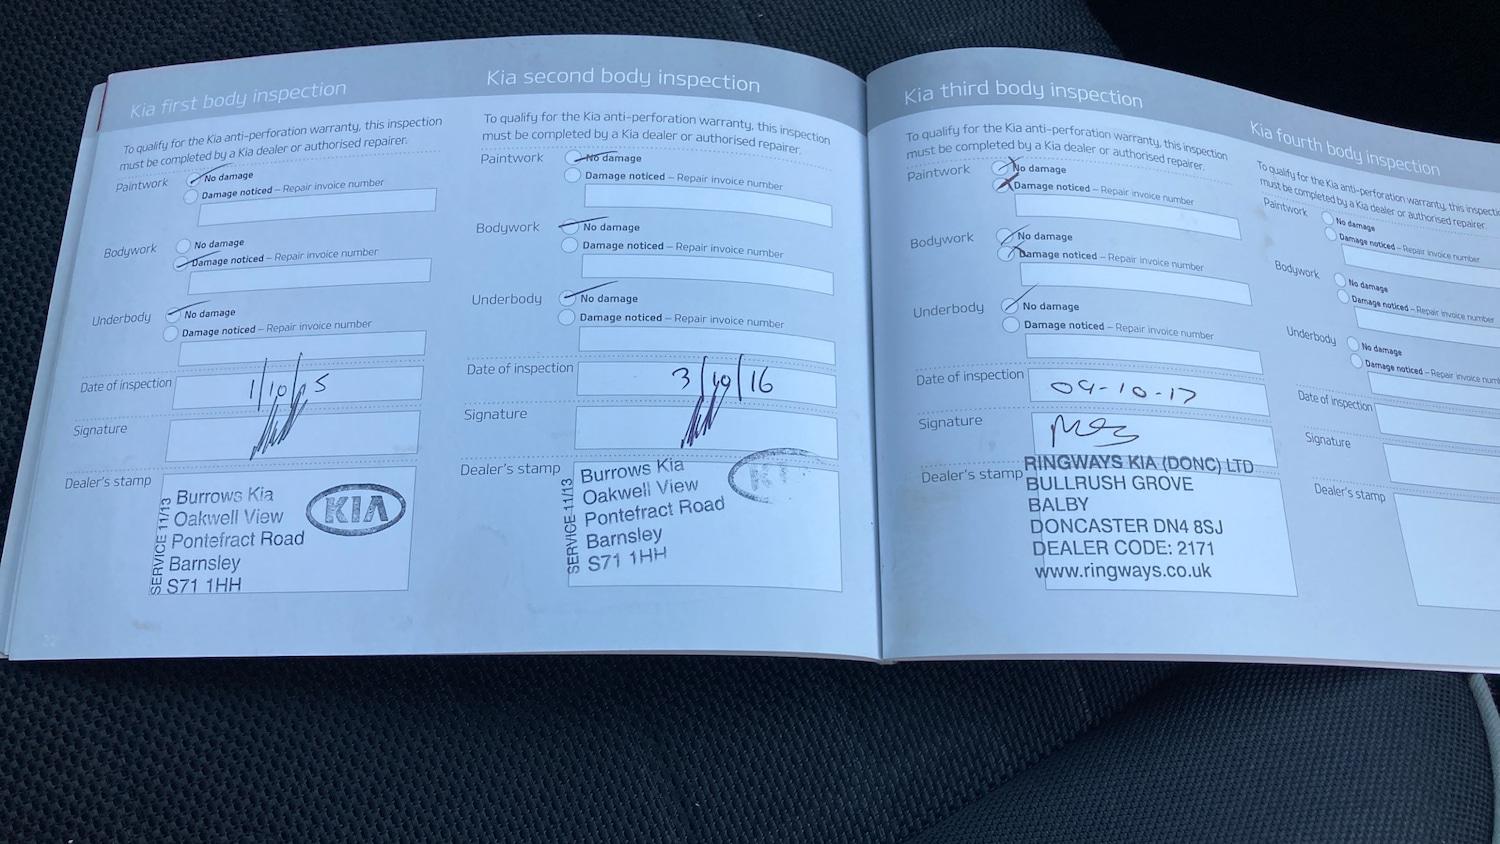 Kia first body inspection
To qualify for the Kia anti-perforation warranty, this inspection
must be completed by a Kia dealer or authorised repairer.
Paintwork
No damage
Damage noticed – Repair invoice number
Bodywork
No damage
Damage noticed – Repair invoice number
Underbody
No damage
Damage noticed – Repair invoice number
Date of inspection
1/10/15
Signature
Dealer's stamp
SERVICE 11/13
Burrows Kia
Oakwell View
Pontefract Road
Barnsley
S71 1HH
KIA
Kia second body inspection
To qualify for the Kia anti-perforation warranty, this inspection
must be completed by a Kia dealer or authorised repairer.
Paintwork
No damage
Damage noticed – Repair invoice number
Bodywork
No damage
Damage noticed – Repair invoice number
Underbody
No damage
Damage noticed – Repair invoice number
Date of inspection
3/10/16
Signature
Dealer's stamp
SERVICE 11/13
Burrows Kia
Oakwell View
Pontefract Road
Barnsley
S71 1HH
Kia third body inspection
To qualify for the Kia anti-perforation warranty, this inspection
must be completed by a Kia dealer or authorised repairer.
Paintwork
No damage
Damage noticed – Repair invoice number
Bodywork
No damage
Damage noticed – Repair invoice number
Underbody
No damage
Damage noticed – Repair invoice number
Date of inspection
09-10-17
Signature
Dealer's stamp
RINGWAYS KIA (DONC) LTD
BULLRUSH GROVE
BALBY
DONCASTER DN4 8SJ
DEALER CODE: 2171
www.ringways.co.uk
Kia fourth body inspection
To qualify for the Kia anti-perforation warranty, this
must be completed by a Kia dealer or authorised repairer.
Paintwork
No damage
Damage noticed – Repair invoice number
Bodywork
No damage
Damage noticed – Repair invoice number
Underbody
No damage
Damage noticed – Repair invoice
Date of inspection
Signature
Dealer's stamp